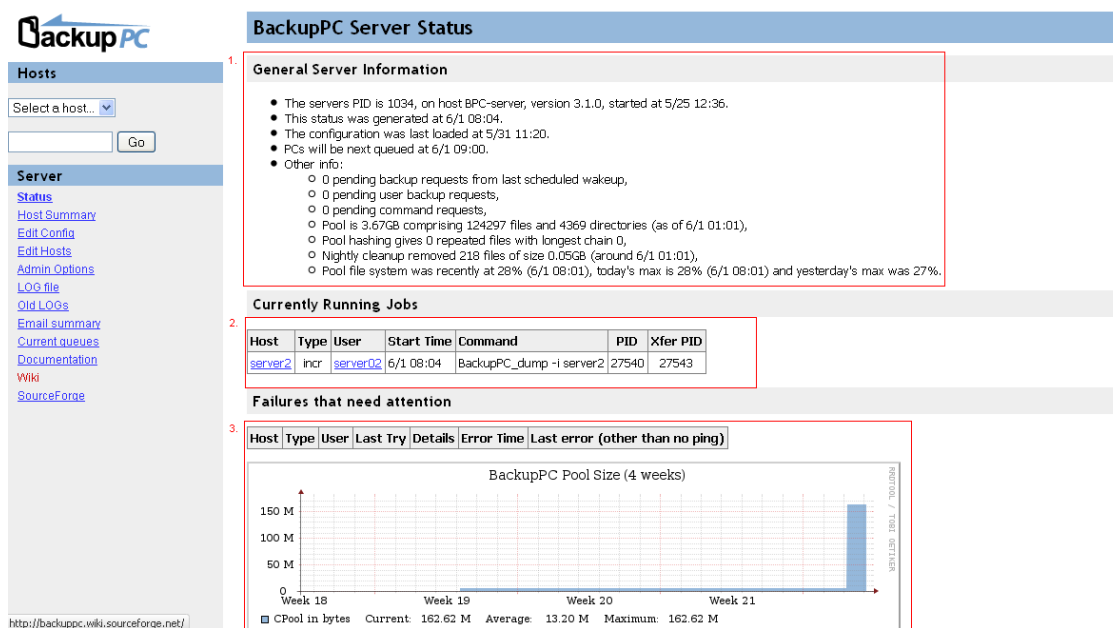 BackupPC
Hosts
Select a host...
Go
Server
Status
Host Summary
Edit Config
Edit Hosts
Admin Options
LOG file
Old LOGs
Email summary
Current queues
Documentation
Wiki
SourceForge
http://backuppc.wiki.sourceforge.net/
BackupPC Server Status
1.
General Server Information
The servers PID is 1034, on host BPC-server, version 3.1.0, started at 5/25 12:36.
This status was generated at 6/1 08:04.
The configuration was last loaded at 5/31 11:20.
PCs will be next queued at 6/1 09:00.
Other info:
0 pending backup requests from last scheduled wakeup,
0 pending user backup requests,
0 pending command requests,
Pool is 3.67GB comprising 124297 files and 4369 directories (as of 6/1 01:01),
Pool hashing gives 0 repeated files with longest chain 0,
Nightly cleanup removed 218 files of size 0.05GB (around 6/1 01:01),
Pool file system was recently at 28% (6/1 08:01), today's max is 28% (6/1 08:01) and yesterday's max was 27%.
Currently Running Jobs
2.
Host Type User Start Time Command PID Xfer PID
server2 incr server02 6/1 08:04 BackupPC_dump -i server2 27540 27543
Failures that need attention
3.
Host Type User Last Try Details Error Time Last error (other than no ping)
BackupPC Pool Size (4 weeks)
RRDTOOL / TOBI OETIKER
150 M
100 M
50 M
0
Week 18 Week 19 Week 20 Week 21
CPool in bytes Current: 162.62 M Average: 13.20 M Maximum: 162.62 M